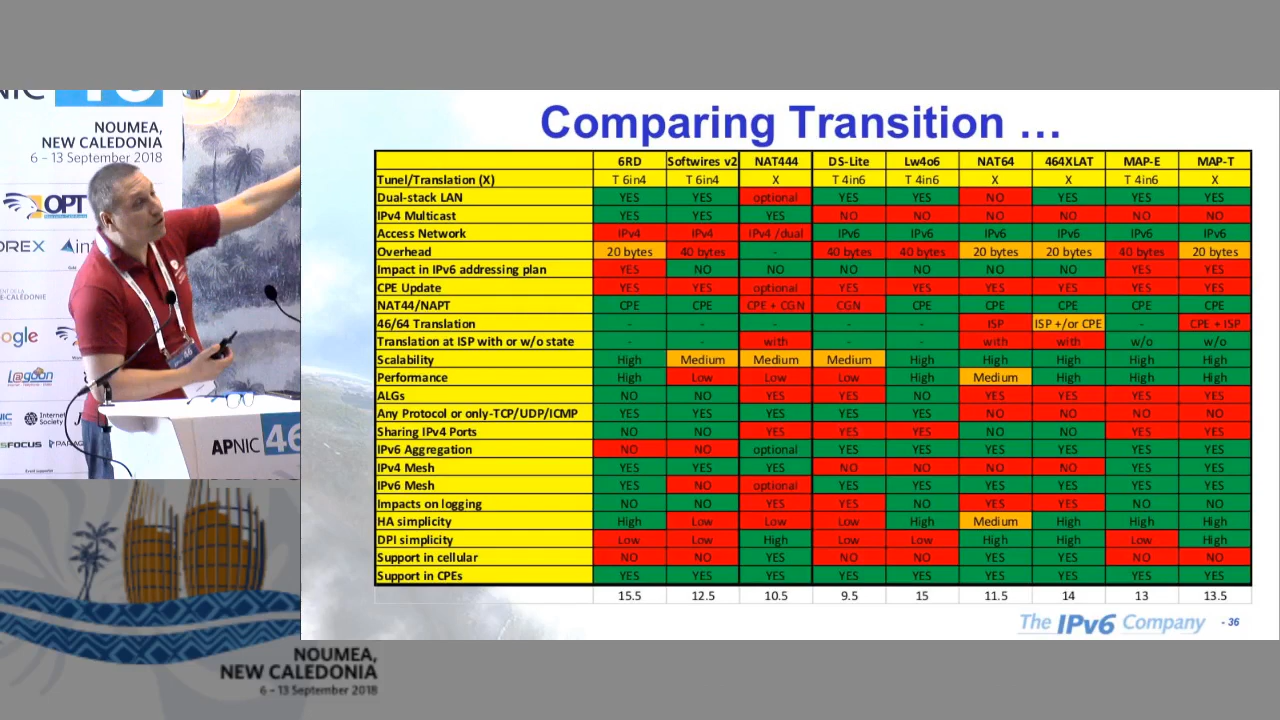 NOUMEA,
NEW CALEDONIA
6 – 13 September 2018
OPT
Lagoon
Internet
Society
APNIC 46
Comparing Transition …
6RD Softwires v2 NAT444 DS-Lite Lw4o6 NAT64 464XLAT MAP-E MAP-T
Tunel/Translation (X) T 6in4 T 6in4 X T 4in6 T 4in6 X X T 4in6 X
Dual-stack LAN YES YES optional YES YES NO YES YES YES
IPv4 Multicast YES YES YES NO NO NO NO NO NO
Access Network IPv4 IPv4 IPv4 /dual IPv6 IPv6 IPv6 IPv6 IPv6 IPv6
Overhead 20 bytes 40 bytes - 40 bytes 40 bytes 20 bytes 20 bytes 40 bytes 20 bytes
Impact in IPv6 addressing plan YES NO NO NO NO NO NO YES YES
CPE Update YES YES optional YES YES YES YES YES YES
NAT44/NAPT CPE CPE CPE + CGN CGN CPE CPE CPE CPE CPE
46/64 Translation - - - - - ISP ISP +/or CPE - CPE + ISP
Translation at ISP with or w/o state - - with - - with with w/o w/o
Scalability High Medium Medium Medium High High High High High
Performance High Low Low Low High Medium High High High
ALGs NO NO YES YES NO YES YES YES YES
Any Protocol or only-TCP/UDP/ICMP YES YES YES YES YES NO NO NO NO
Sharing IPv4 Ports NO NO YES YES YES NO NO YES YES
IPv6 Aggregation NO NO optional YES YES YES YES YES YES
IPv4 Mesh YES YES YES NO NO NO NO YES YES
IPv6 Mesh YES NO optional YES YES YES YES YES YES
Impacts on logging NO NO YES YES NO YES YES NO NO
HA simplicity High Low Low Low High Medium High High High
DPI simplicity Low Low High Low Low High High Low High
Support in cellular NO NO YES NO NO YES YES NO NO
Support in CPEs YES YES YES YES YES YES YES YES YES
15.5 12.5 10.5 9.5 15 11.5 14 13 13.5
The IPv6 Company - 36
NOUMEA,
NEW CALEDONIA
6 – 13 September 2018